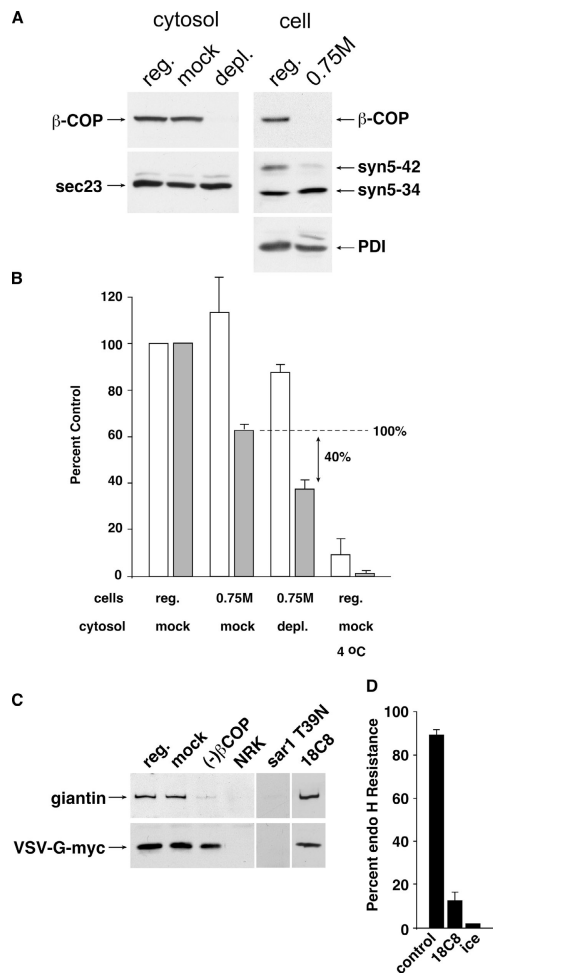 A
cytosol cell
reg. mock depl. reg. 0.75M
β-COP β-COP
syn5-42
sec23 syn5-34
PDI
B
120
100
80
60
40
20
0
Percent Control
100%
40%
cells reg. 0.75M 0.75M reg.
cytosol mock mock depl. mock
4 ºC
C
reg. mock (-)βCOP NRK sar1 T39N 18C8
giantin
VSV-G-myc
D
100
80
60
40
20
0
Percent endo H Resistance
control 18C8 ice